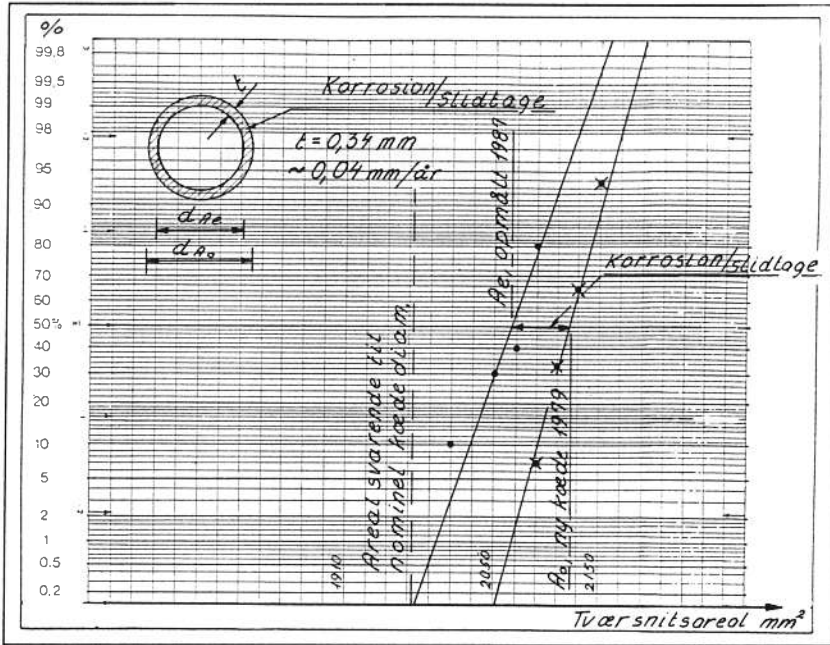 %
99,8
99,5
99
98
95
90
80
70
60
50%
40
30
20
10
5
2
1
0.5
0.2
t
Korrosion/slidtage
t = 0,34 mm
~ 0,04 mm/år
dAe
dAo
Areal svarende til
nominel kæde diam.
Ae, opmålt 1987
Korrosion/slidtage
Ao, ny kæde 1979
1910
2050
2150
Tværsnitsareal mm²